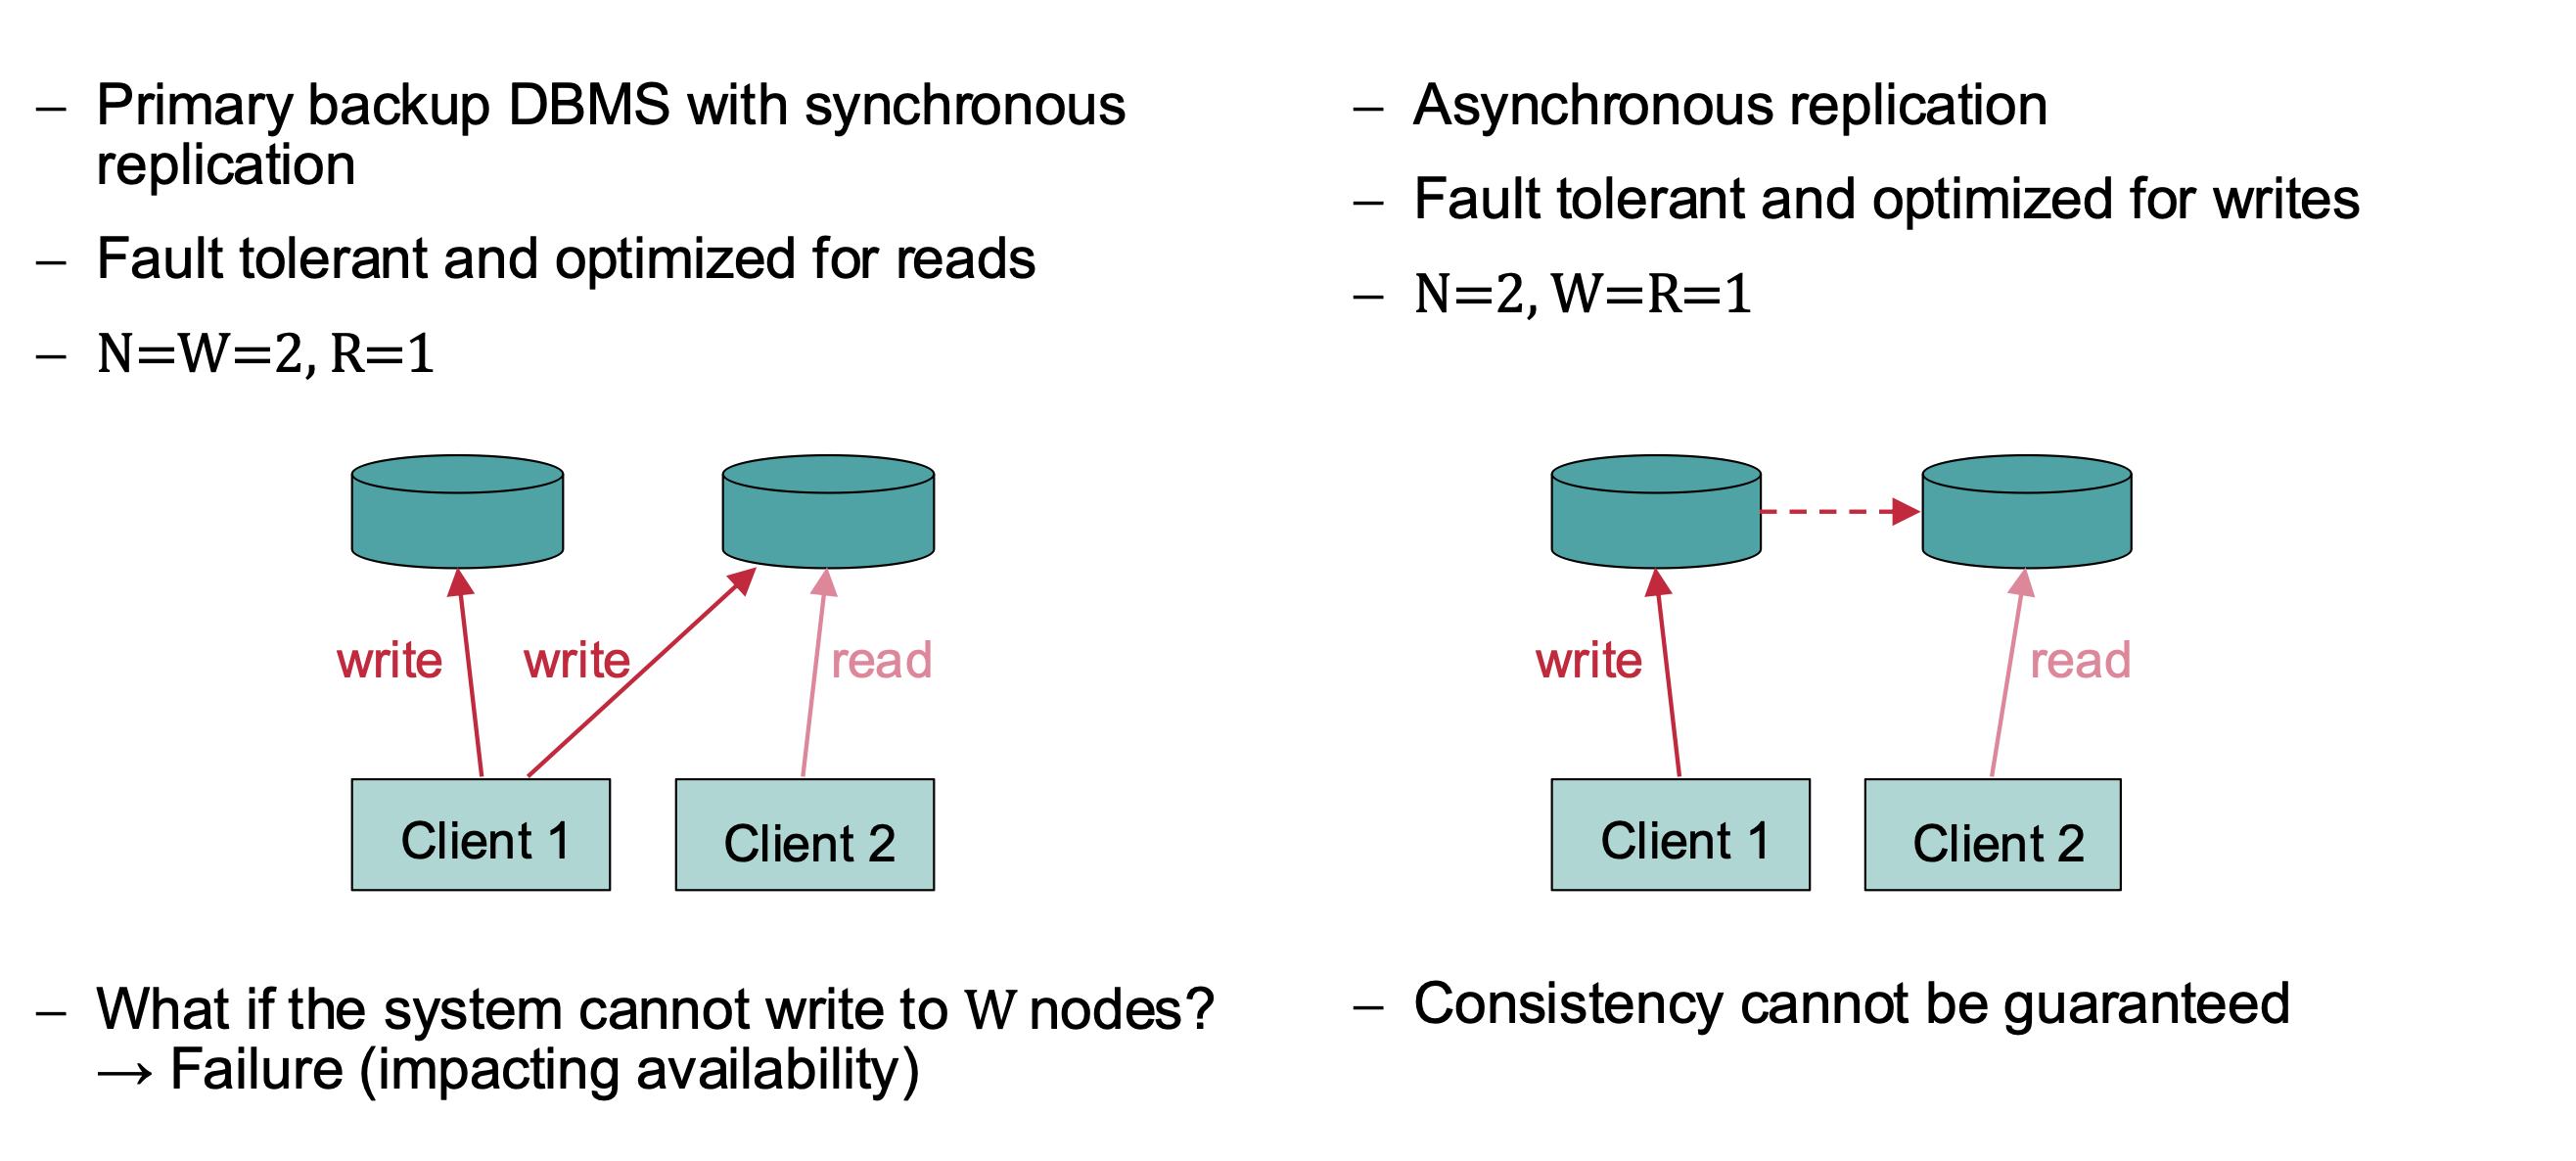 – Primary backup DBMS with synchronous
replication
– Fault tolerant and optimized for reads
– N=W=2, R=1
write
write
read
Client 1
Client 2
– What if the system cannot write to W nodes?
→ Failure (impacting availability)
– Asynchronous replication
– Fault tolerant and optimized for writes
– N=2, W=R=1
write
read
Client 1
Client 2
– Consistency cannot be guaranteed